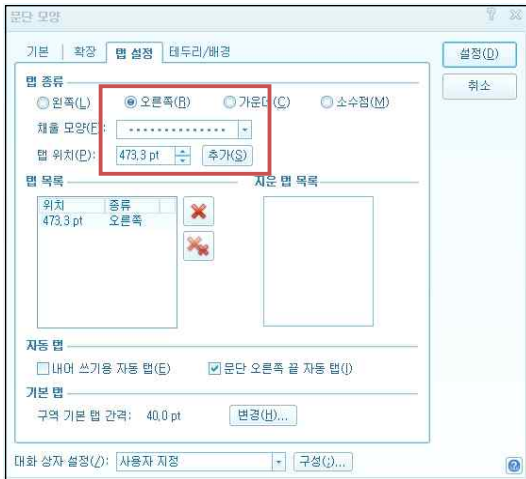 문단 모양
기본 확장 탭 설정 테두리/배경
설정(D)
취소
탭 종류
왼쪽(L) 오른쪽(R) 가운데(C) 소수점(M)
채울 모양(F):
탭 위치(P): 473,3 pt 추가(S)
탭 목록 지운 탭 목록
위치 종류
473,3 pt 오른쪽
자동 탭
내어 쓰기용 자동 탭(E) 문단 오른쪽 끝 자동 탭(I)
기본 탭
구역 기본 탭 간격: 40,0 pt 변경(H)...
대화 상자 설정(/): 사용자 지정 구성(;)...